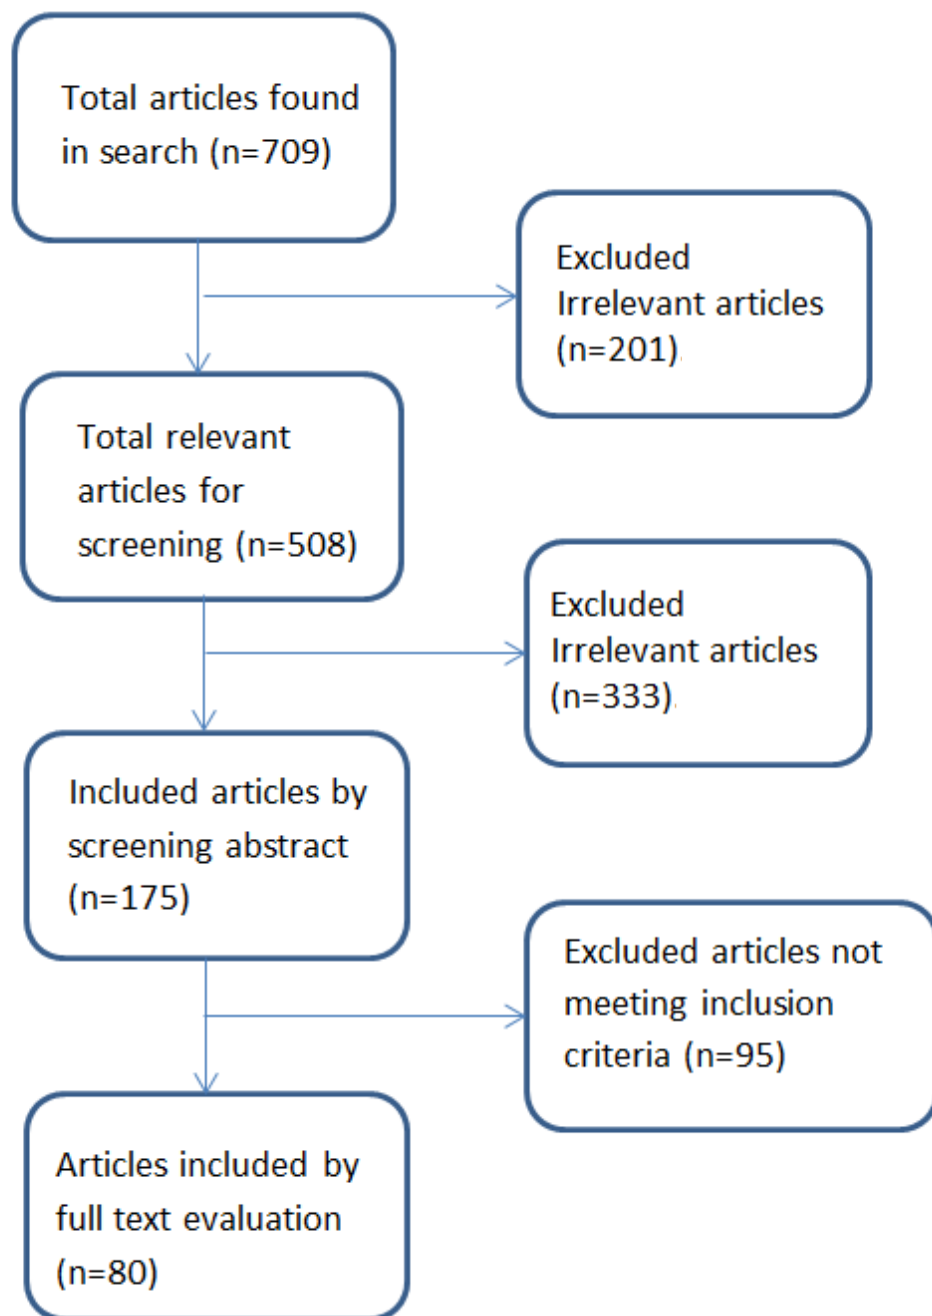 Total articles found
in search (n=709)
Excluded
Irrelevant articles
(n=201)
Total relevant
articles for
screening (n=508)
Excluded
Irrelevant articles
(n=333)
Included articles by
screening abstract
(n=175)
Excluded articles not
meeting inclusion
criteria (n=95)
Articles included by
full text evaluation
(n=80)